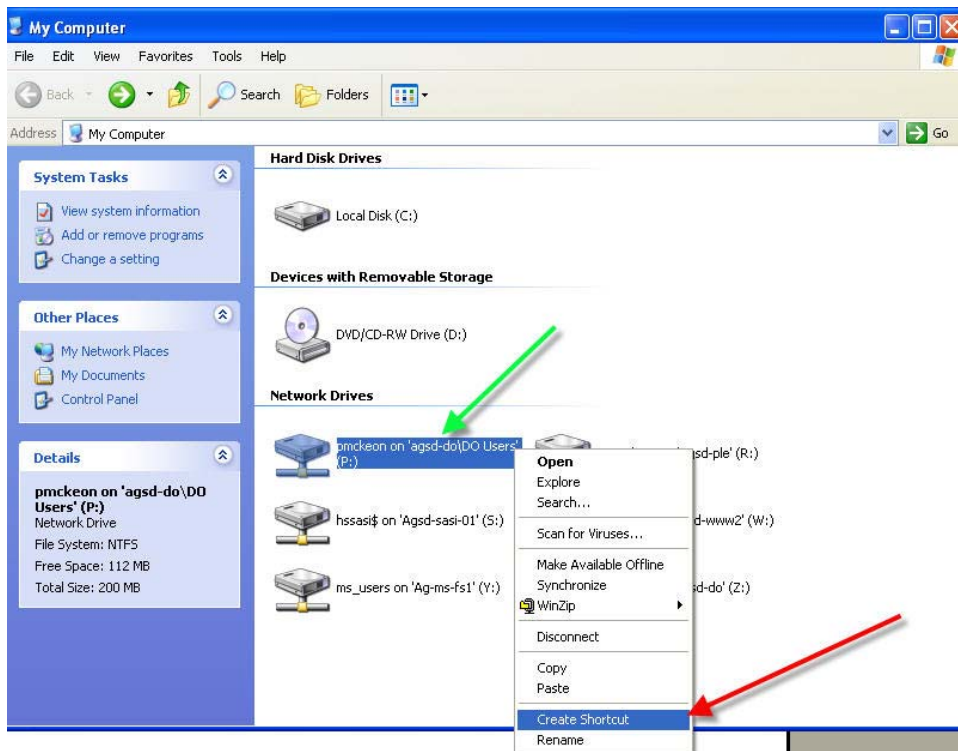 My Computer
File Edit View Favorites Tools Help
Back Search Folders
Address My Computer Go
System Tasks
View system information
Add or remove programs
Change a setting
Other Places
My Network Places
My Documents
Control Panel
Details
pmckeon on 'agsd-do\DO
Users' (P:)
Network Drive
File System: NTFS
Free Space: 112 MB
Total Size: 200 MB
Hard Disk Drives
Local Disk (C:)
Devices with Removable Storage
DVD/CD-RW Drive (D:)
Network Drives
pmckeon on 'agsd-do\DO Users'
(P:)
sd-ple' (R:)
hssasi$ on 'Agsd-sasi-01' (S:)
d-www2' (W:)
ms_users on 'Ag-ms-fs1' (Y:)
sd-do' (Z:)
Open
Explore
Search...
Scan for Viruses...
Make Available Offline
Synchronize
WinZip
Disconnect
Copy
Paste
Create Shortcut
Rename